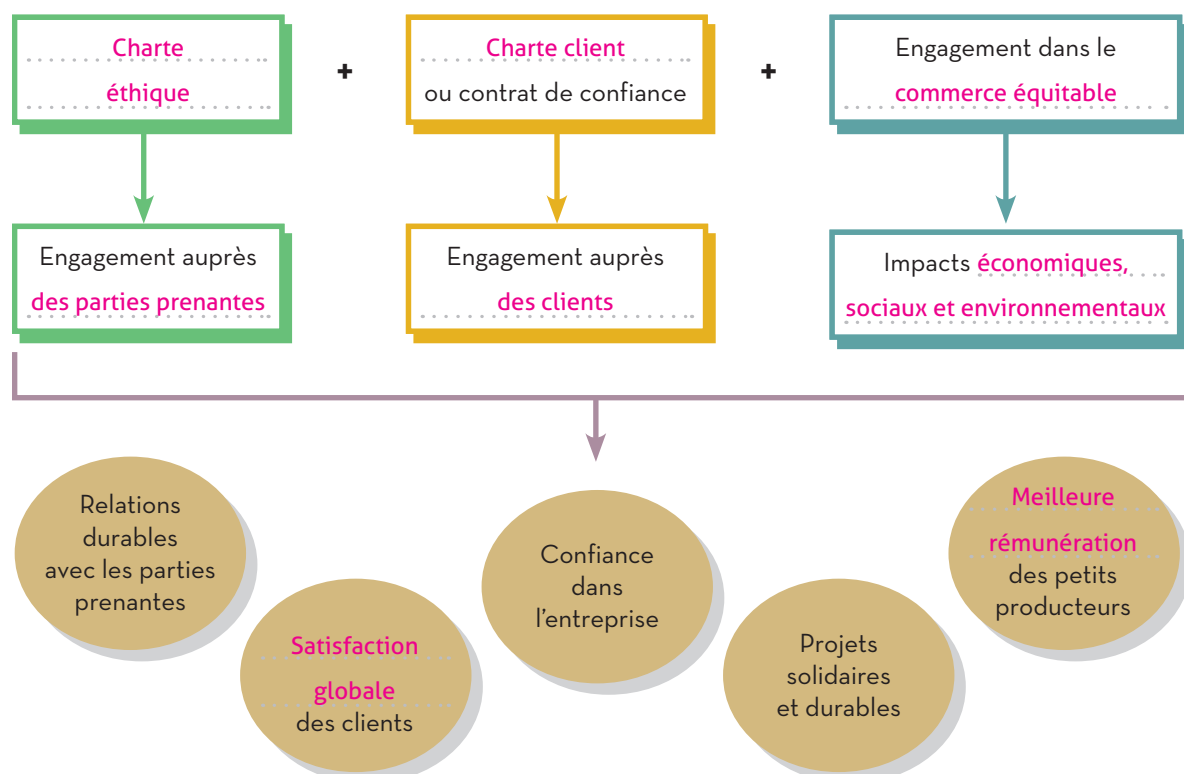 Charte
éthique
+
Charte client
ou contrat de confiance
+
Engagement dans le
commerce équitable
Engagement auprès
des parties prenantes
Engagement auprès
des clients
Impacts économiques,
sociaux et environnementaux
Relations
durables
avec les parties
prenantes
Satisfaction
globale
des clients
Confiance
dans
l'entreprise
Projets
solidaires
et durables
Meilleure
rémunération
des petits
producteurs